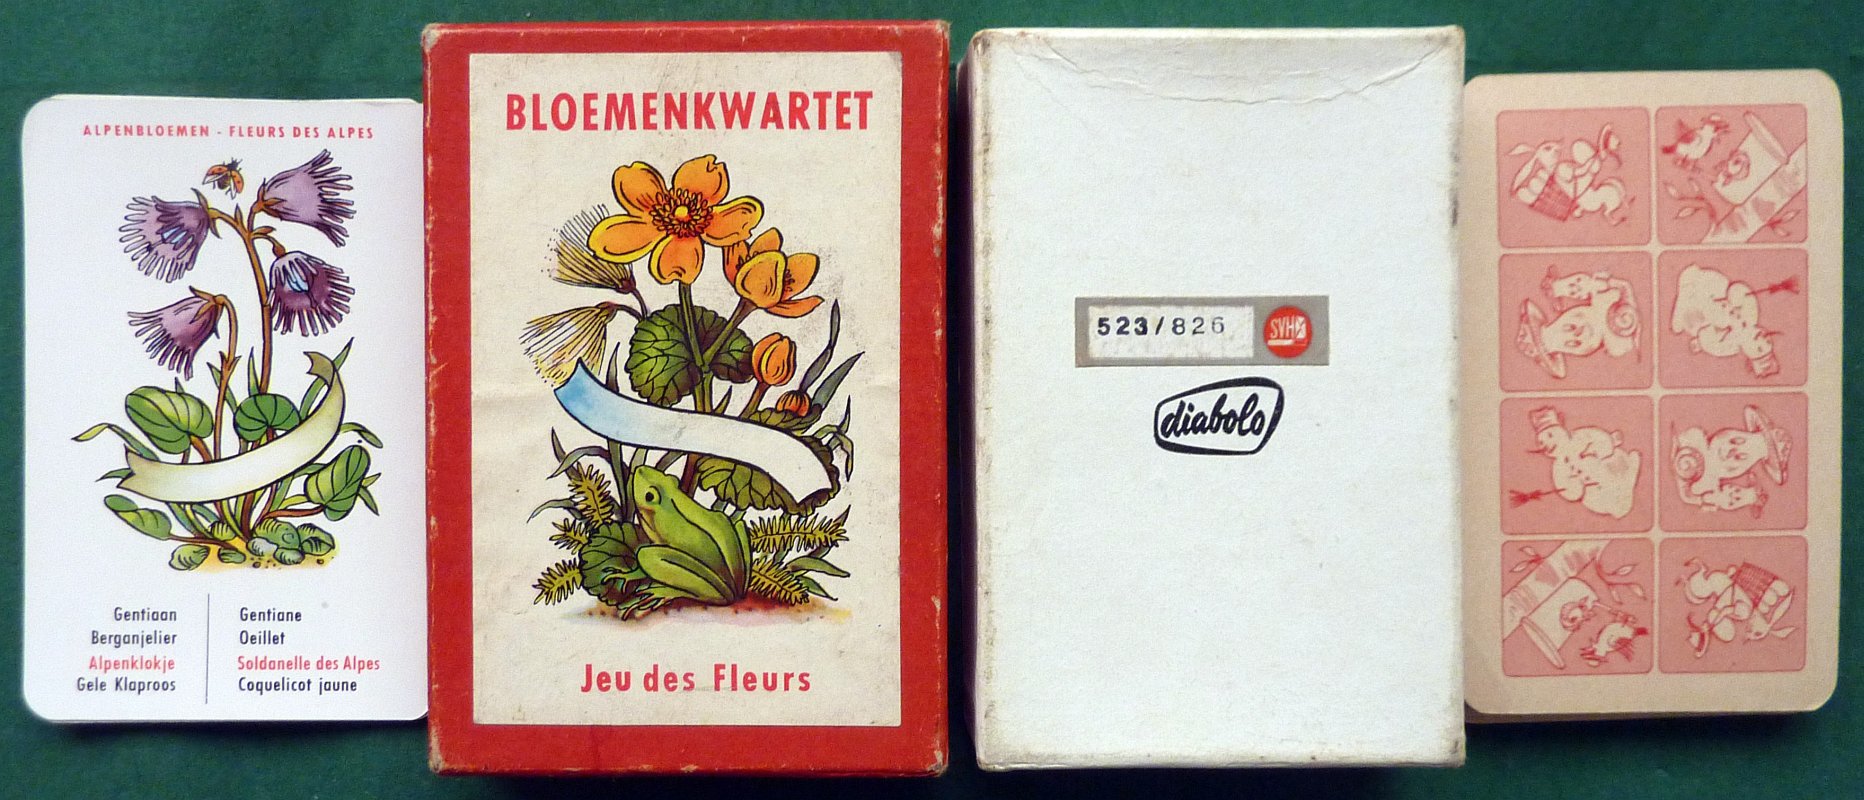 ALPENBLOEMEN - FLEURS DES ALPES
Gentiaan
Berganjelier
Alpenklokje
Gele Klaproos
Gentiane
Oeillet
Soldanelle des Alpes
Coquelicot jaune
BLOEMENKWARTET
Jeu des Fleurs
523/826
SVH
diabolo